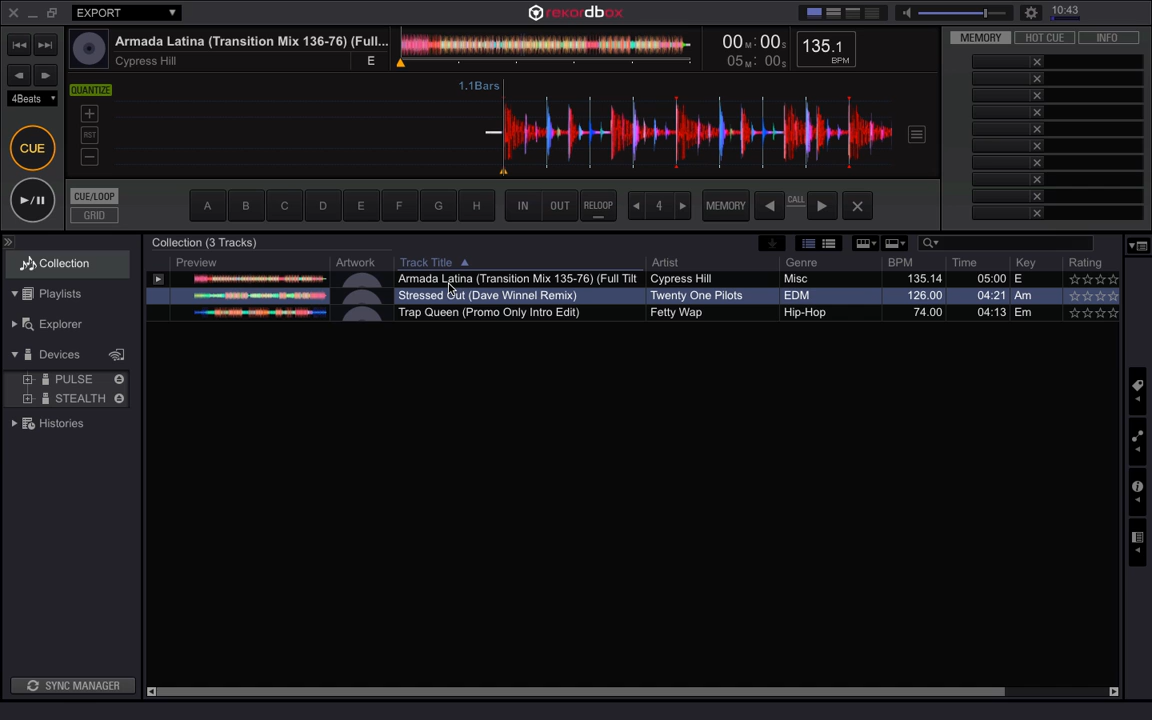 EXPORT
rekordbox
10:43
Armada Latina (Transition Mix 136-76) (Full...
Cypress Hill
E
00M:00S
05M:00S
135.1
BPM
MEMORY
HOT CUE
INFO
QUANTIZE
1.1Bars
4Beats
RST
CUE
CUE/LOOP
GRID
A
B
C
D
E
F
G
H
IN
OUT
RELOOP
4
MEMORY
CALL
Collection (3 Tracks)
Collection
Playlists
Explorer
Devices
PULSE
STEALTH
Histories
SYNC MANAGER
Preview Artwork Track Title Artist Genre BPM Time Key Rating
Armada Latina (Transition Mix 135-76) (Full Tilt Cypress Hill Misc 135.14 05:00 E
Stressed Out (Dave Winnel Remix) Twenty One Pilots EDM 126.00 04:21 Am
Trap Queen (Promo Only Intro Edit) Fetty Wap Hip-Hop 74.00 04:13 Em